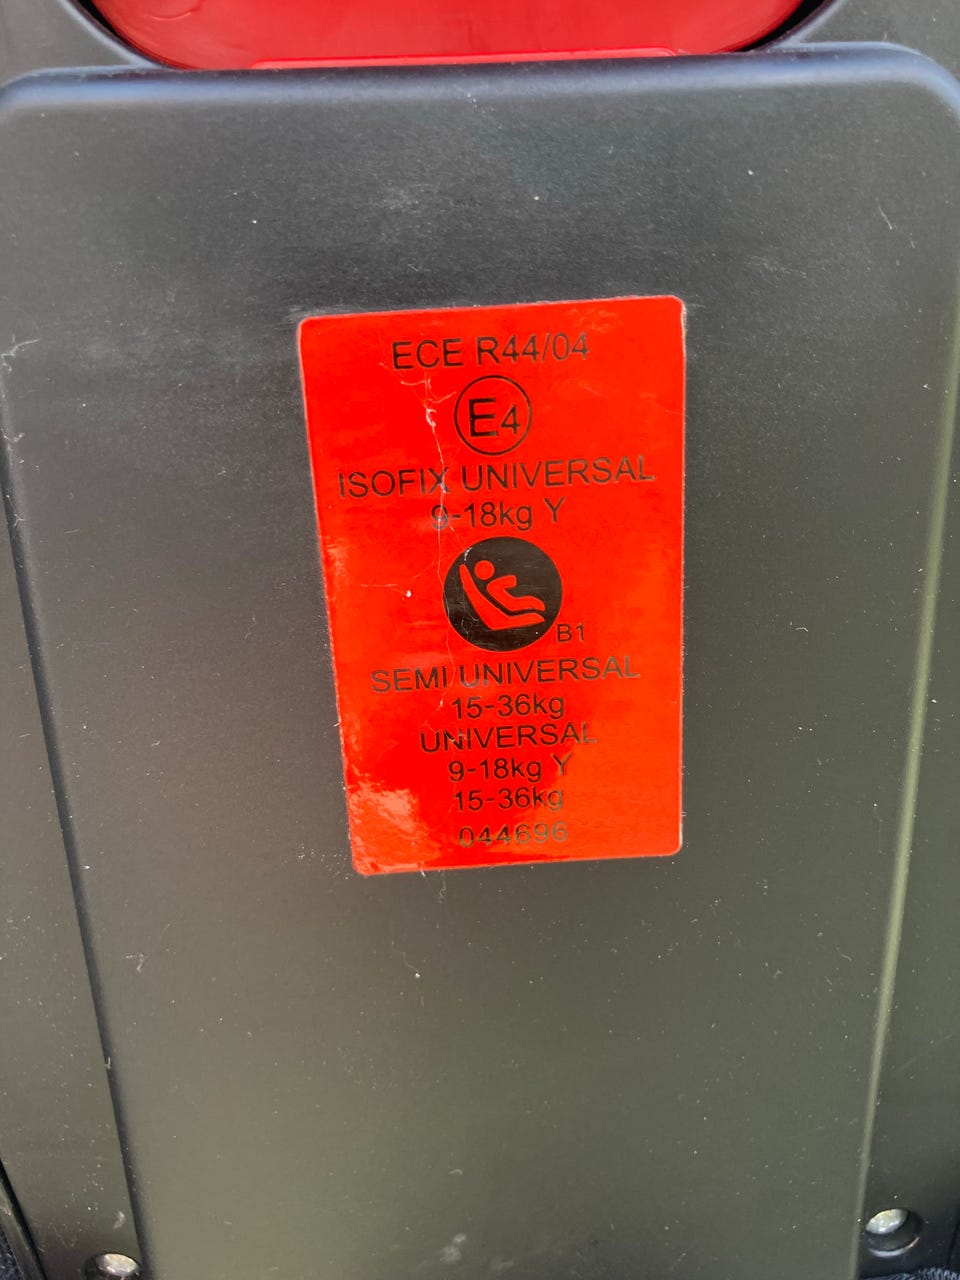 ECE R44/04
E4
ISOFIX UNIVERSAL
9-18kg Y
B1
SEMI UNIVERSAL
15-36kg
UNIVERSAL
9-18kg Y
15-36kg
044696